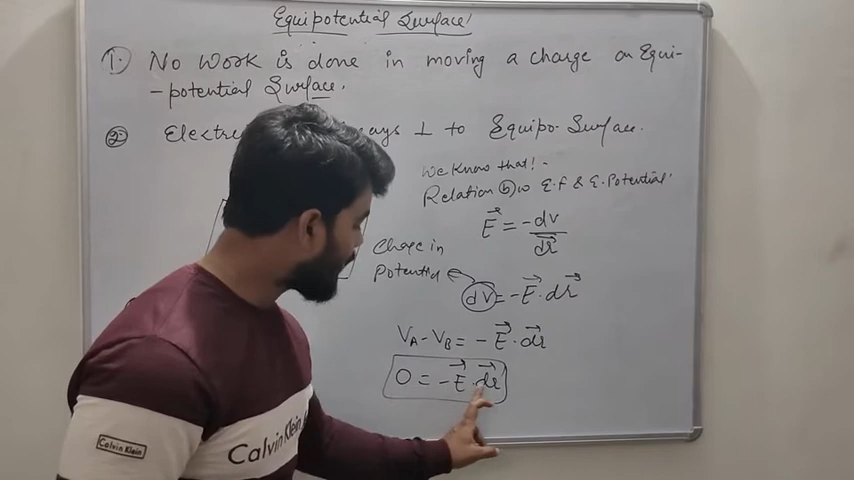 Equipotential Surface!
1. No work is done in moving a charge on Equi-
-potential Surface.
2 Electr ays ⊥ to Equipo. Surface.
We Know that!-
Relation (b)w E.F & E.Potential'
E⃗ = -dv/dr⃗
Change in
potential
dv = -E⃗.dr⃗
VA - VB = - E⃗.dr⃗
0 = -E⃗.dr⃗
Calvin Klein
Calvin Klein